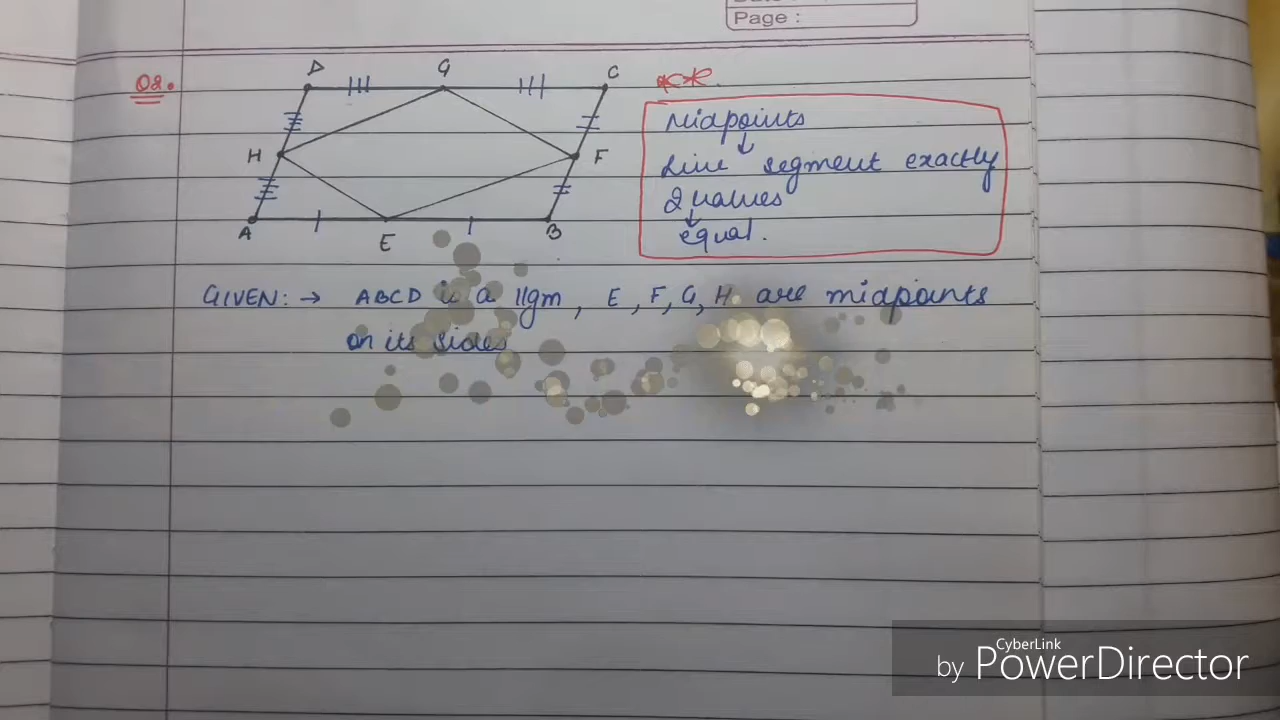 Page :
Q2.
D G C
H F
A E B
**
Midpoints
↓
Line segment exactly
2 values
↓
equal.
GIVEN: → ABCD is a ||gm, E, F, G, H are midpoints
on its sides
CyberLink
by PowerDirector